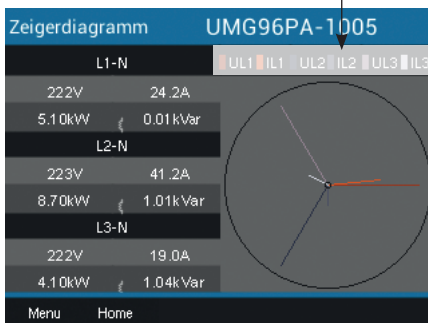 Zeigerdiagramm UMG96PA-1005
L1-N UL1 IL1 UL2 IL2 UL3 IL3
222V 24.2A
5.10kW 0.01kVar
L2-N
223V 41.2A
8.70kW 1.01kVar
L3-N
222V 19.0A
4.10kW 1.04kVar
Menu Home